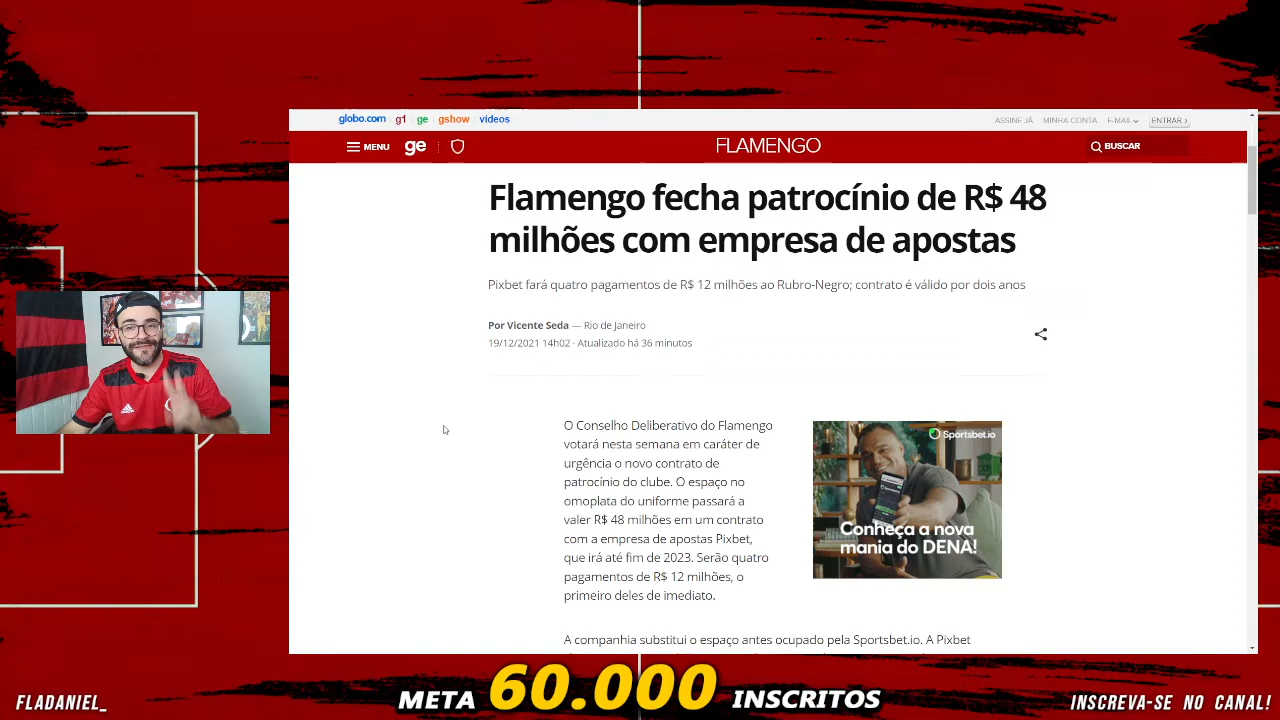 globo.com g1 ge gshow vídeos
ASSINE JÁ MINHA CONTA E-MAIL ENTRAR ›
MENU ge FLAMENGO BUSCAR
Flamengo fecha patrocínio de R$ 48
milhões com empresa de apostas
Pixbet fará quatro pagamentos de R$ 12 milhões ao Rubro-Negro; contrato é válido por dois anos
Por Vicente Seda — Rio de Janeiro
19/12/2021 14h02 · Atualizado há 36 minutos
O Conselho Deliberativo do Flamengo
votará nesta semana em caráter de
urgência o novo contrato de
patrocínio do clube. O espaço no
omoplata do uniforme passará a
valer R$ 48 milhões em um contrato
com a empresa de apostas Pixbet,
que irá até fim de 2023. Serão quatro
pagamentos de R$ 12 milhões, o
primeiro deles de imediato.
Sportsbet.io
Conheça a nova
mania do DENA!
A companhia substitui o espaço antes ocupado pela Sportsbet.io. A Pixbet
FLADANIEL_
META 60.000 INSCRITOS
INSCREVA-SE NO CANAL!